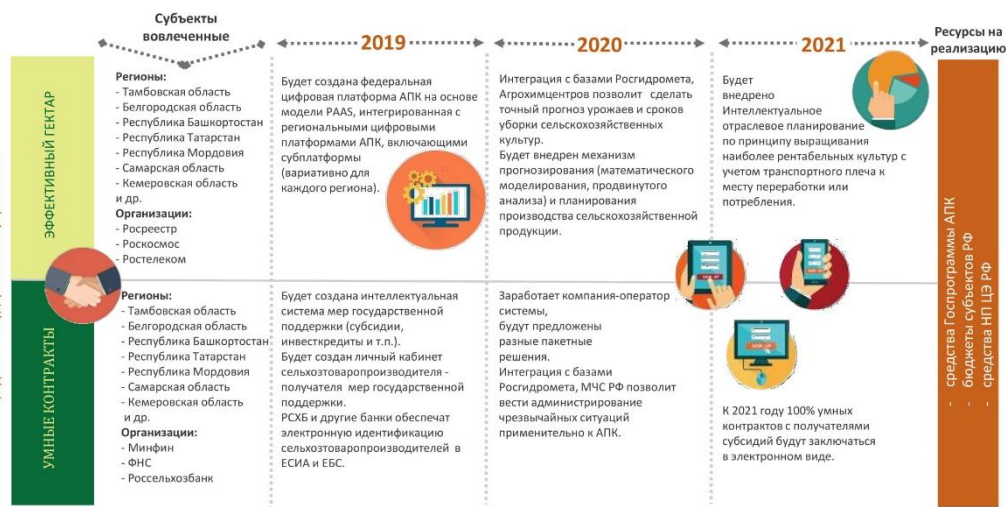 Субъекты
вовлеченные
2019
2020
2021
Ресурсы на
реализацию
ЭФФЕКТИВНЫЙ ГЕКТАР
Регионы:
- Тамбовская область
- Белгородская область
- Республика Башкортостан
- Республика Татарстан
- Республика Мордовия
- Самарская область
- Кемеровская область
и др.
Организации:
- Росреестр
- Роскосмос
- Ростелеком
Будет создана федеральная
цифровая платформа АПК на основе
модели PAAS, интегрированная с
региональными цифровыми
платформами АПК, включающими
субплатформы
(вариативно для
каждого региона).
Интеграция с базами Росгидромета,
Агрохимцентров позволит сделать
точный прогноз урожаев и сроков
уборки сельскохозяйственных
культур.
Будет внедрен механизм
прогнозирования (математического
моделирования, продвинутого
анализа) и планирования
производства сельскохозяйственной
продукции.
Будет
внедрено
Интеллектуальное
отраслевое планирование
по принципу выращивания
наиболее рентабельных культур с
учетом транспортного плеча к
месту переработки или
потребления.
УМНЫЕ КОНТРАКТЫ
Регионы:
- Тамбовская область
- Белгородская область
- Республика Башкортостан
- Республика Татарстан
- Республика Мордовия
- Самарская область
- Кемеровская область
и др.
Организации:
- Минфин
- ФНС
- Россельхозбанк
Будет создана интеллектуальная
система мер государственной
поддержки (субсидии,
инвесткредиты и т.п.).
Будет создан личный кабинет
сельхозтоваропроизводителя -
получателя мер государственной
поддержки.
РСХБ и другие банки обеспечат
электронную идентификацию
сельхозтоваропроизводителей в
ЕСИА и ЕБС.
Заработает компания-оператор
системы,
будут предложены
разные пакетные
решения.
Интеграция с базами
Росгидромета, МЧС РФ позволит
вести администрирование
чрезвычайных ситуаций
применительно к АПК.
К 2021 году 100% умных
контрактов с получателями
субсидий будут заключаться
в электронном виде.
- средства Госпрограммы АПК
- бюджеты субъектов РФ
- средства НП ЦЭ РФ